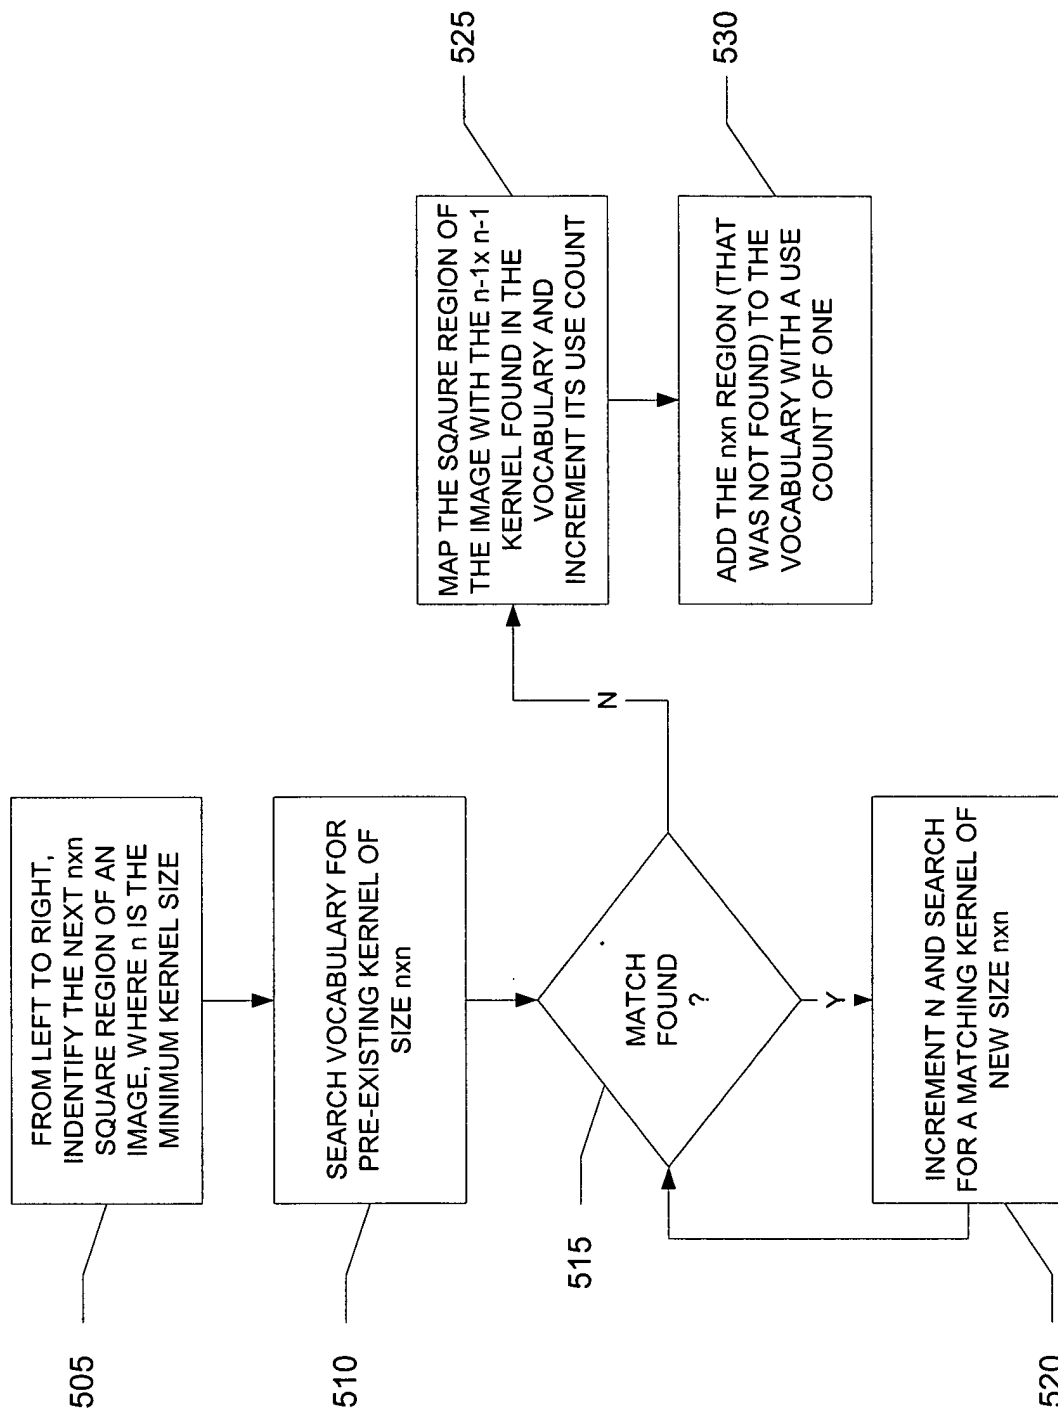 505
FROM LEFT TO RIGHT,
INDENTIFY THE NEXT nxn
SQUARE REGION OF AN
IMAGE, WHERE n IS THE
MINIMUM KERNEL SIZE
510
SEARCH VOCABULARY FOR
PRE-EXISTING KERNEL OF
SIZE nxn
515
MATCH
FOUND
?
Y
N
520
INCREMENT N AND SEARCH
FOR A MATCHING KERNEL OF
NEW SIZE nxn
525
MAP THE SQAURE REGION OF
THE IMAGE WITH THE n-1x n-1
KERNEL FOUND IN THE
VOCABULARY AND
INCREMENT ITS USE COUNT
530
ADD THE nxn REGION (THAT
WAS NOT FOUND) TO THE
VOCABULARY WITH A USE
COUNT OF ONE